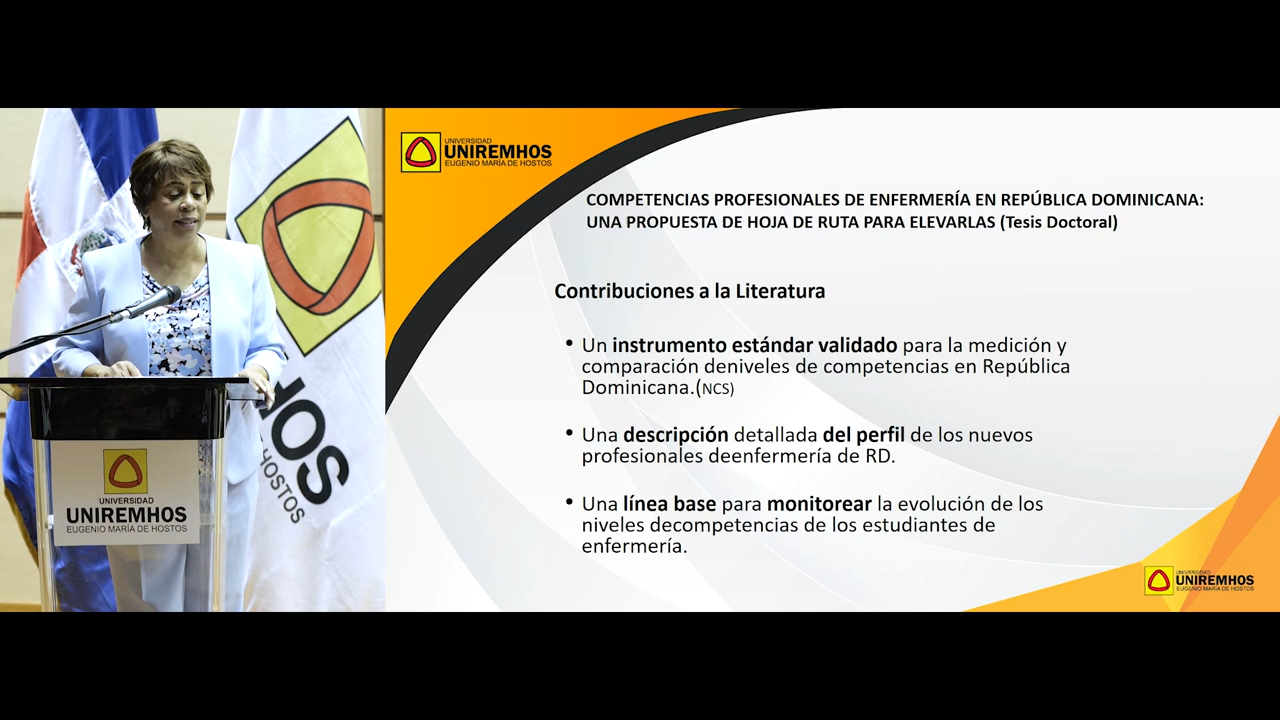 UNIVERSIDAD
UNIREMHOS
EUGENIO MARÍA DE HOSTOS
COMPETENCIAS PROFESIONALES DE ENFERMERÍA EN REPÚBLICA DOMINICANA:
UNA PROPUESTA DE HOJA DE RUTA PARA ELEVARLAS (Tesis Doctoral)
Contribuciones a la Literatura
• Un instrumento estándar validado para la medición y
comparación deniveles de competencias en República
Dominicana.(NCS)
• Una descripción detallada del perfil de los nuevos
profesionales deenfermería de RD.
• Una línea base para monitorear la evolución de los
niveles decompetencias de los estudiantes de
enfermería.
UNIVERSIDAD
UNIREMHOS
EUGENIO MARÍA DE HOSTOS
HOS
HOSTOS
UNIVERSIDAD
UNIREMHOS
EUGENIO MARÍA DE HOSTOS